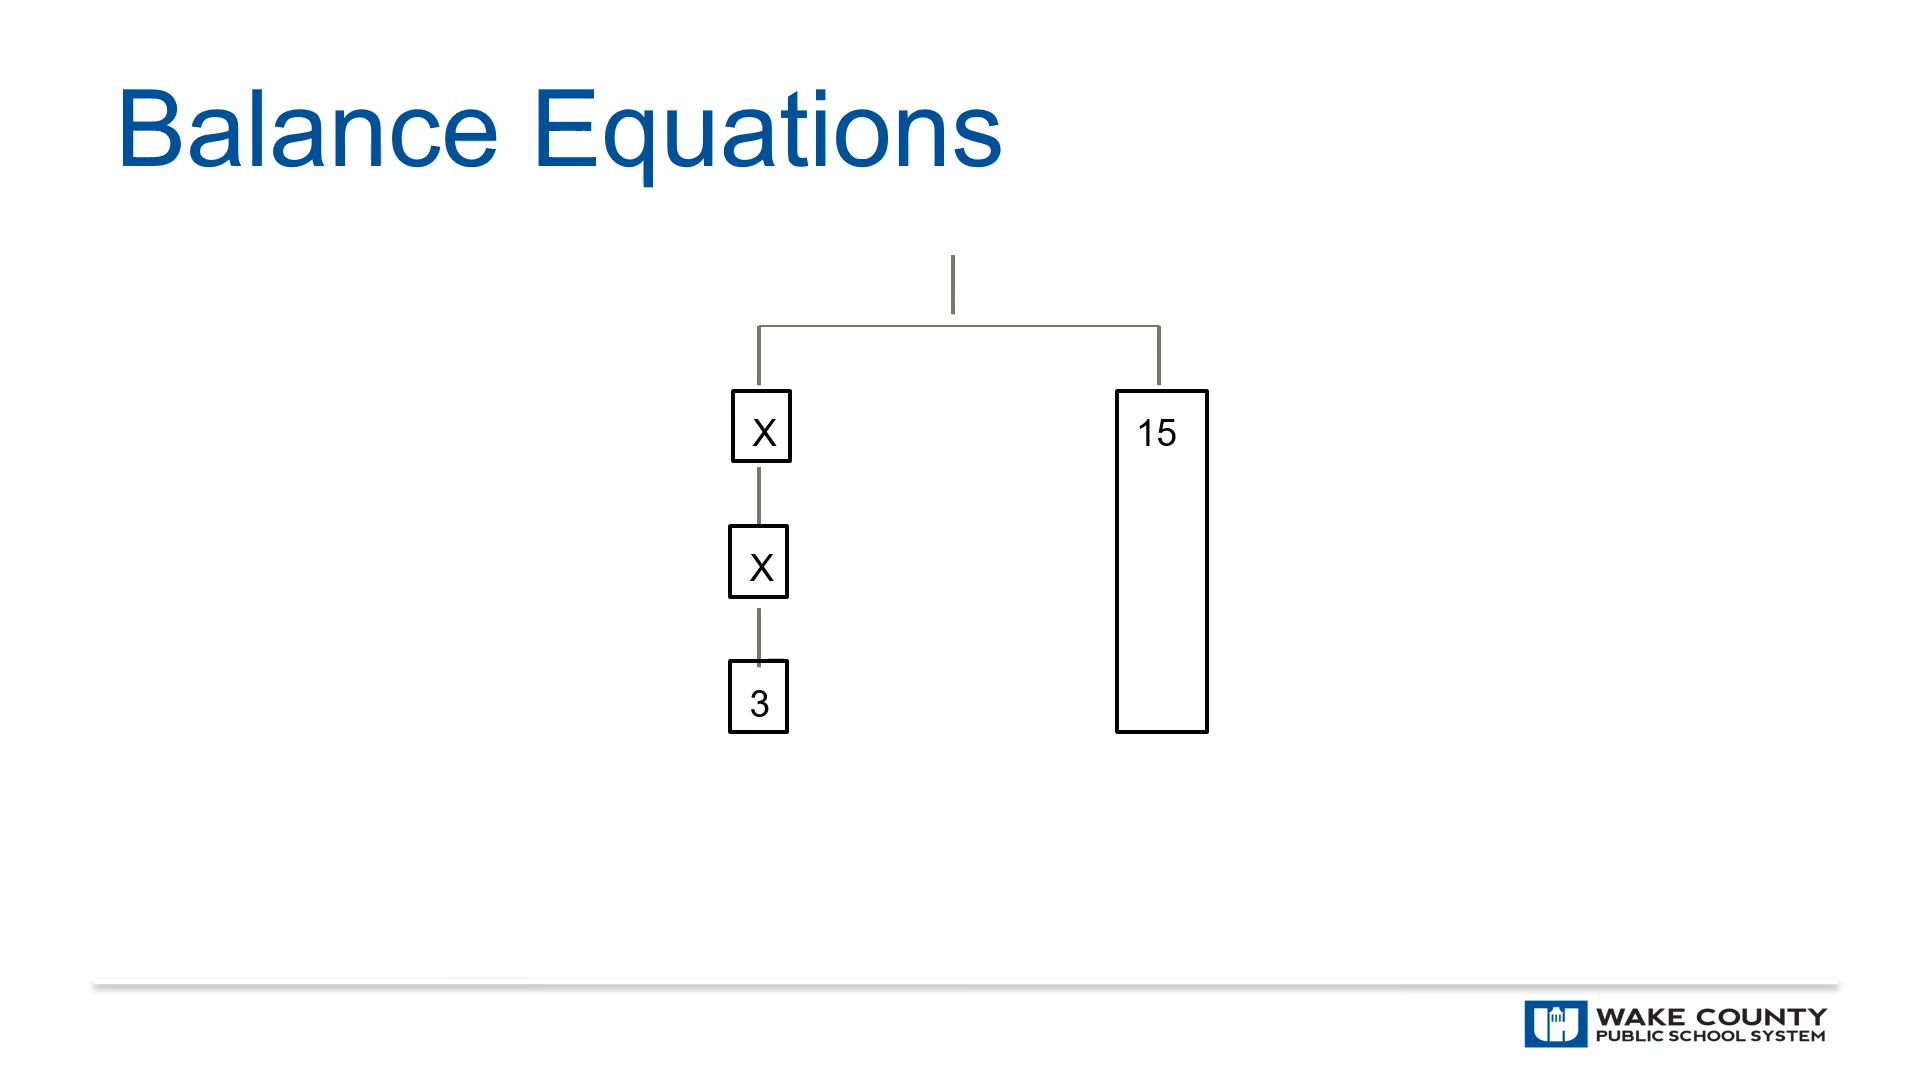 Balance Equations
X
15
X
3
WAKE COUNTY
PUBLIC SCHOOL SYSTEM